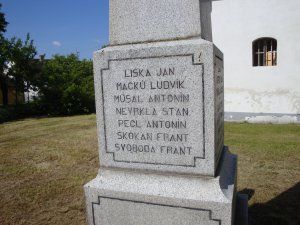 LIŠKA JAN
MACKŮ LUDVÍK
MUSAL ANTONÍN
NEVRKLA STAN.
PECL ANTONÍN
SKOKAN FRANT.
SVOBODA FRANT.